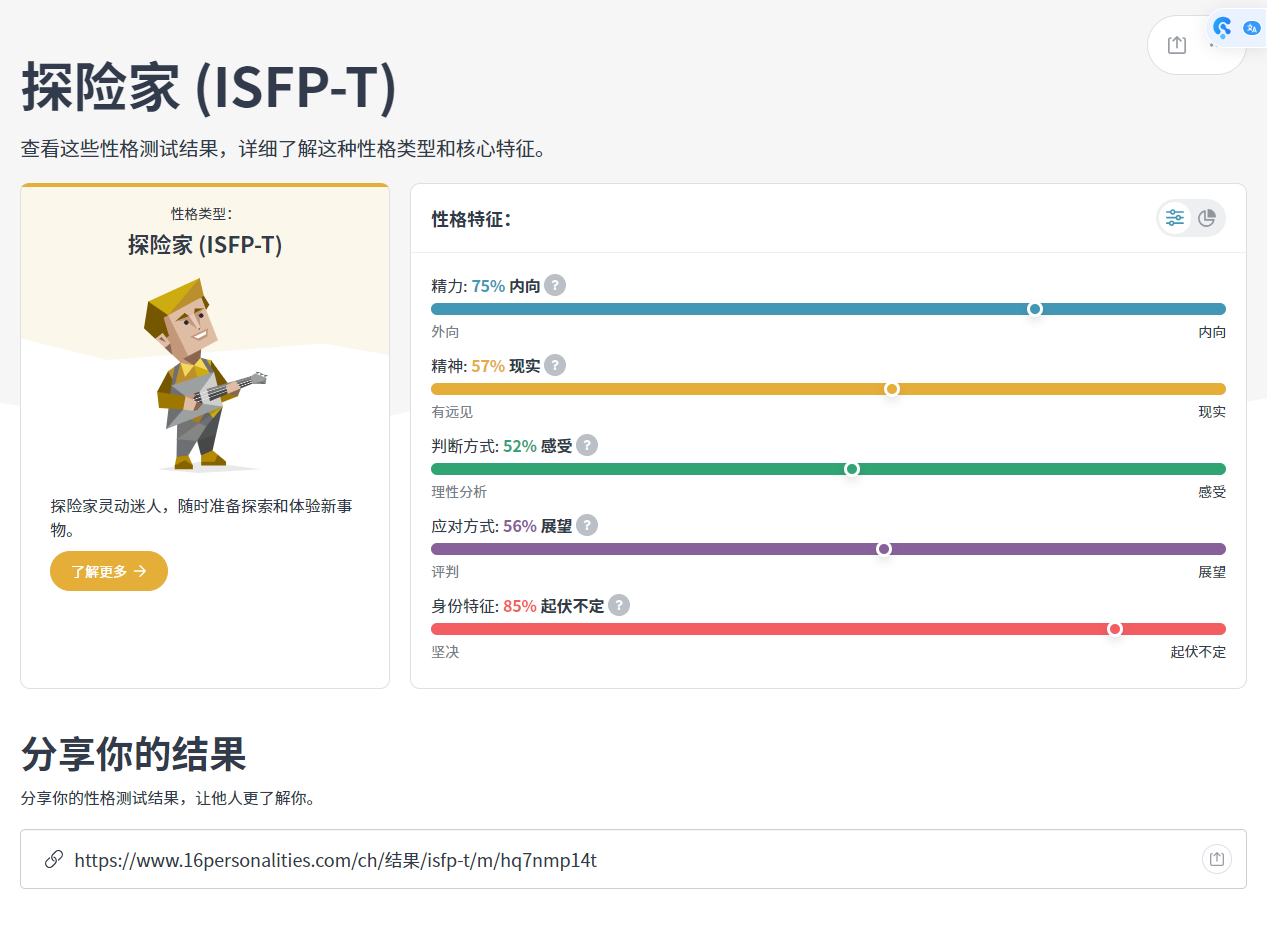 探险家 (ISFP-T)
查看这些性格测试结果，详细了解这种性格类型和核心特征。
性格类型：
探险家 (ISFP-T)
探险家灵动迷人，随时准备探索和体验新事
物。
了解更多 →
性格特征：
精力: 75% 内向 ?
外向 内向
精神: 57% 现实 ?
有远见 现实
判断方式: 52% 感受 ?
理性分析 感受
应对方式: 56% 展望 ?
评判 展望
身份特征: 85% 起伏不定 ?
坚决 起伏不定
分享你的结果
分享你的性格测试结果，让他人更了解你。
https://www.16personalities.com/ch/结果/isfp-t/m/hq7nmp14t